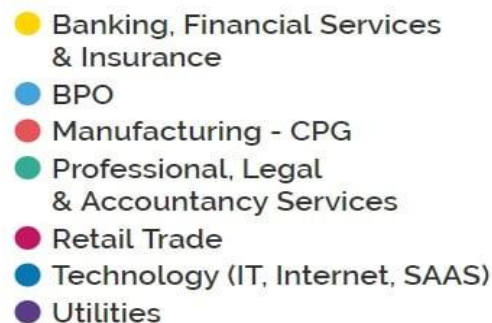 Banking, Financial Services
& Insurance
BPO
Manufacturing - CPG
Professional, Legal
& Accountancy Services
Retail Trade
Technology (IT, Internet, SAAS)
Utilities